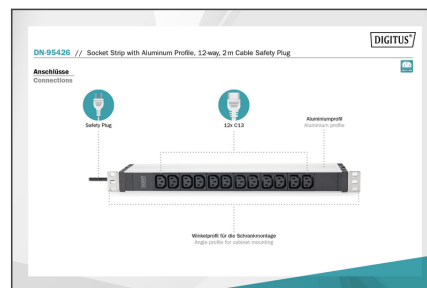 DIGITUS®
DN-95426 // Socket Strip with Aluminum Profile, 12-way, 2 m Cable Safety Plug
Anschlüsse
Connections
Safety Plug
12x C13
Aluminiumprofil
Aluminium profile
Winkelprofil für die Schrankmontage
Angle profile for cabinet mounting